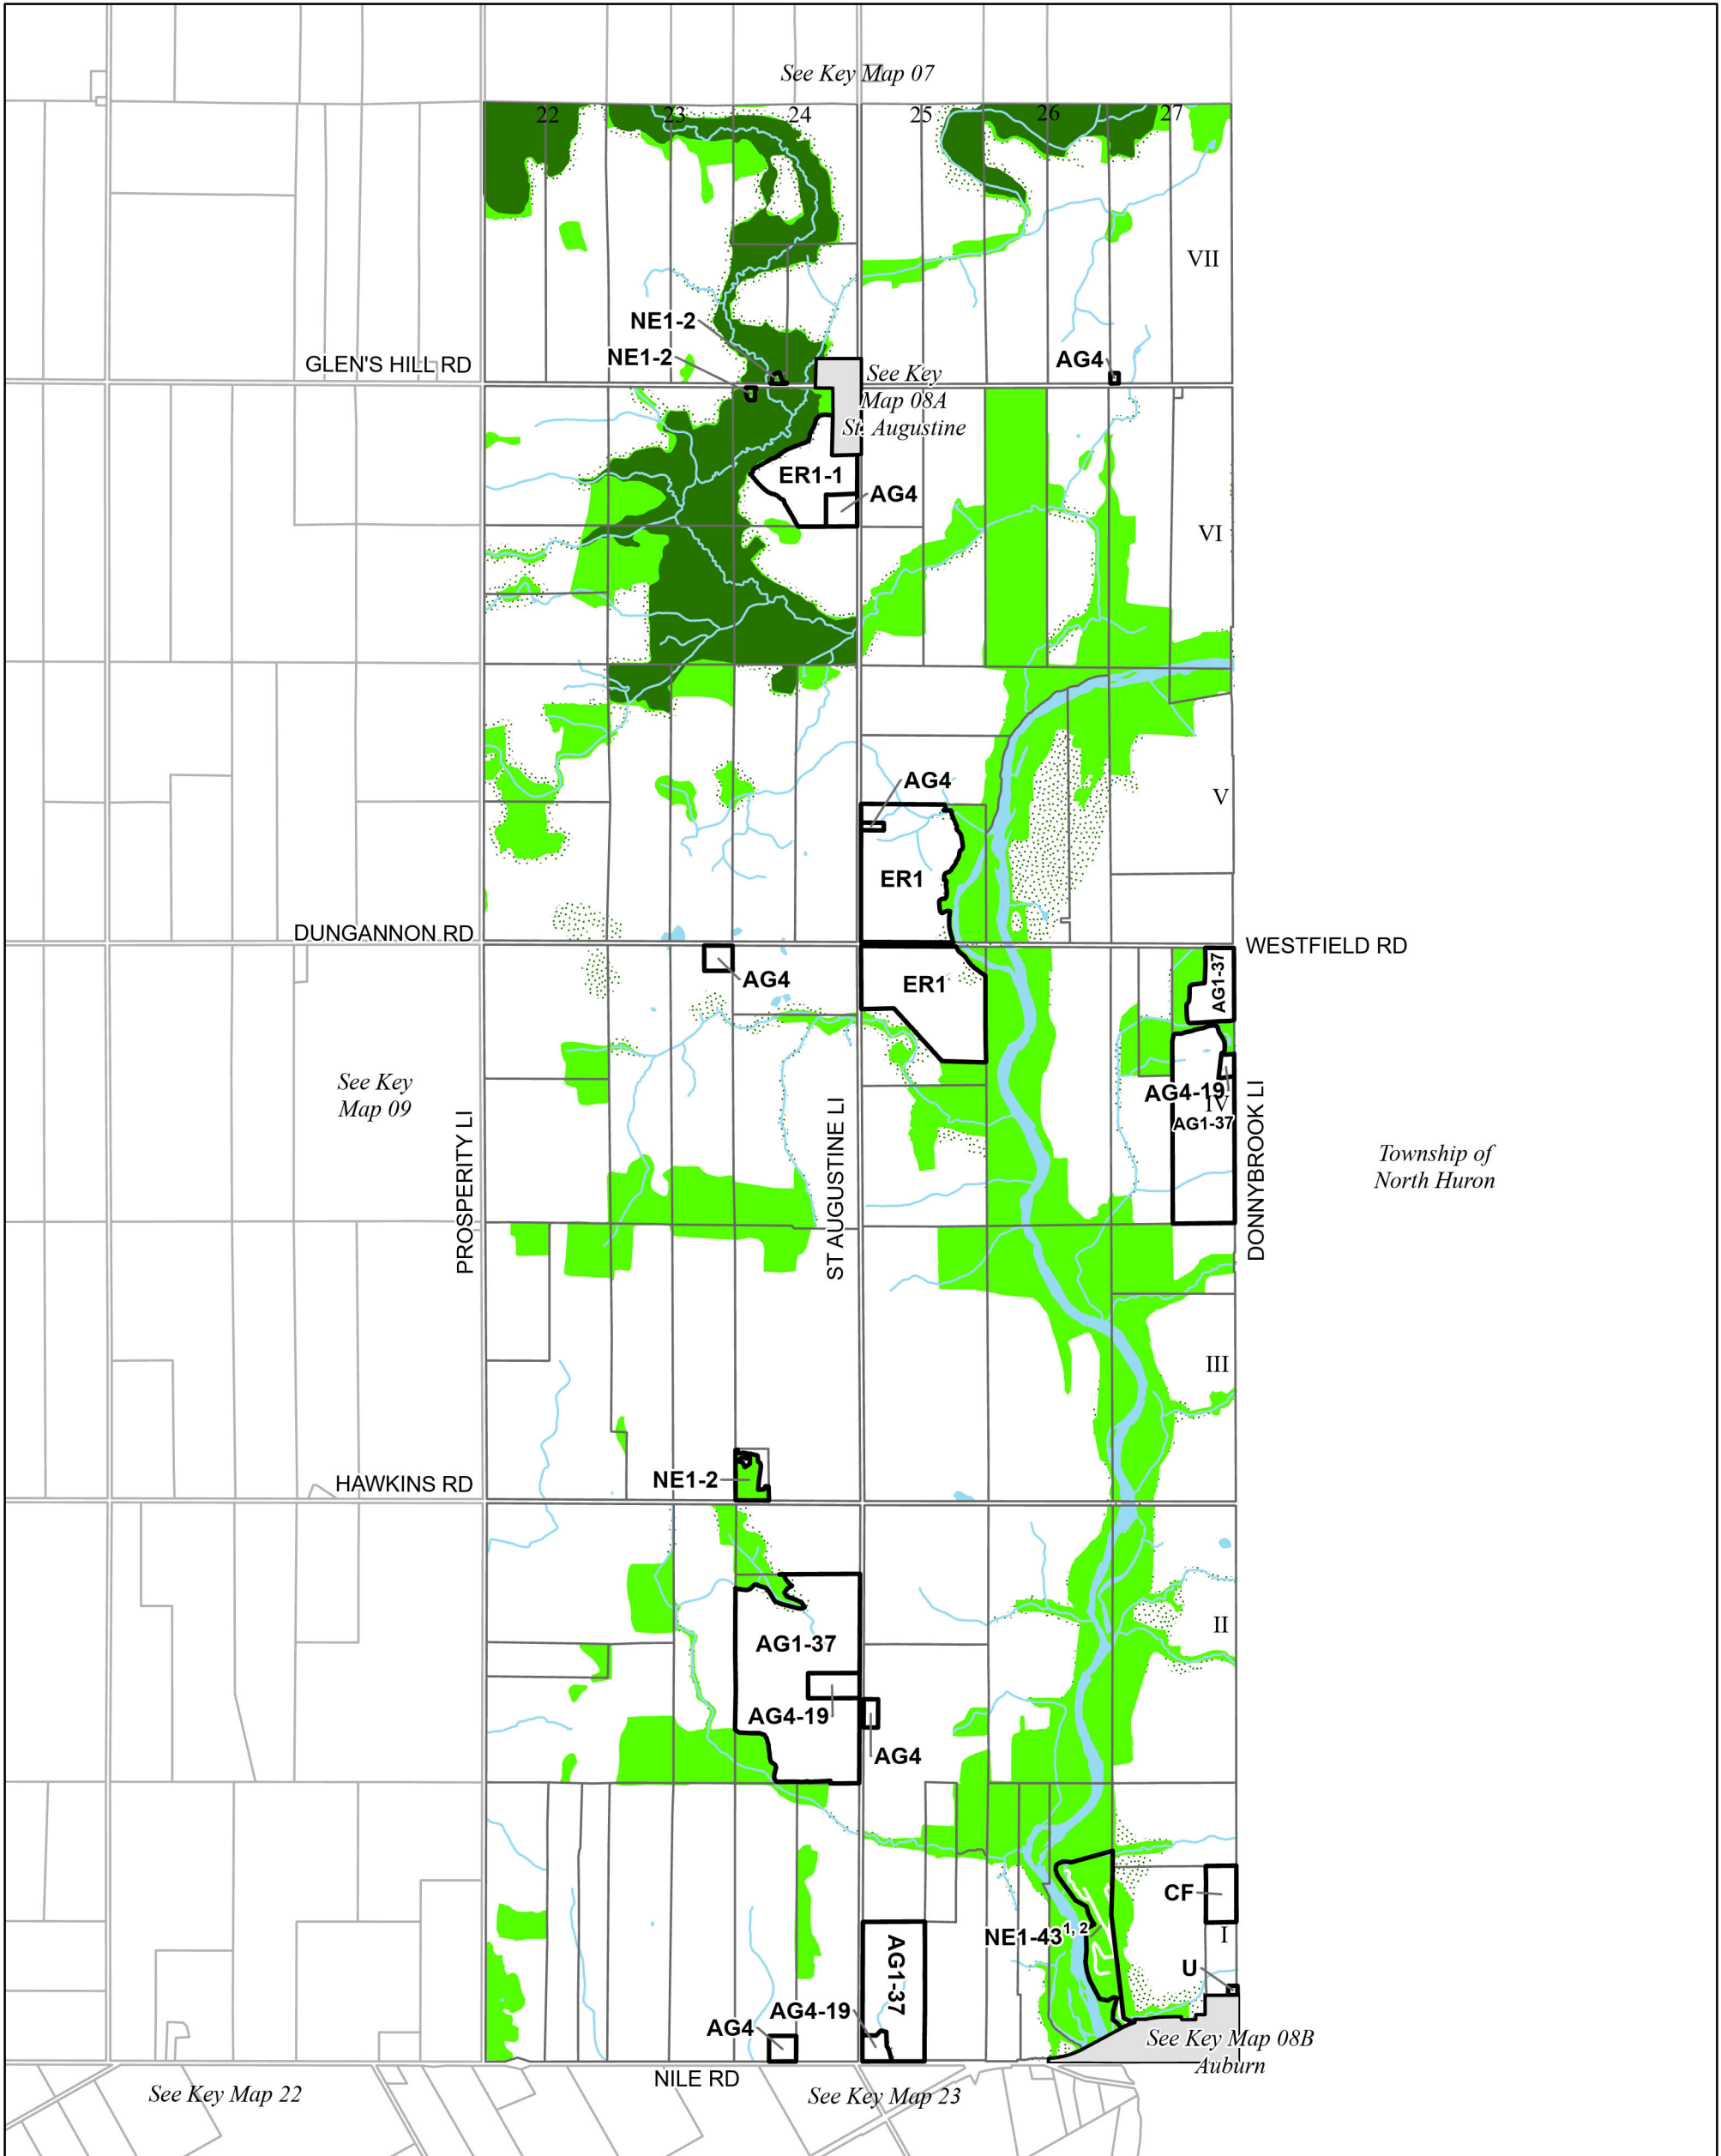 See Key Map 07
22
23
24
25
26
27
VII
NE1-2
NE1-2
GLEN'S HILL RD
AG4
See Key
Map 08A
St. Augustine
ER1-1
AG4
VI
AG4
V
ER1
DUNGANNON RD
WESTFIELD RD
AG4
ER1
AG1-37
See Key
Map 09
AG4-19
IV
AG1-37
PROSPERITY LI
ST AUGUSTINE LI
DONNYBROOK LI
Township of
North Huron
III
NE1-2
HAWKINS RD
II
AG1-37
AG4-19
AG4
CF
NE1-43 1, 2
I
AG1-37
U
AG4-19
AG4
See Key Map 08B
Auburn
NILE RD
See Key Map 22
See Key Map 23